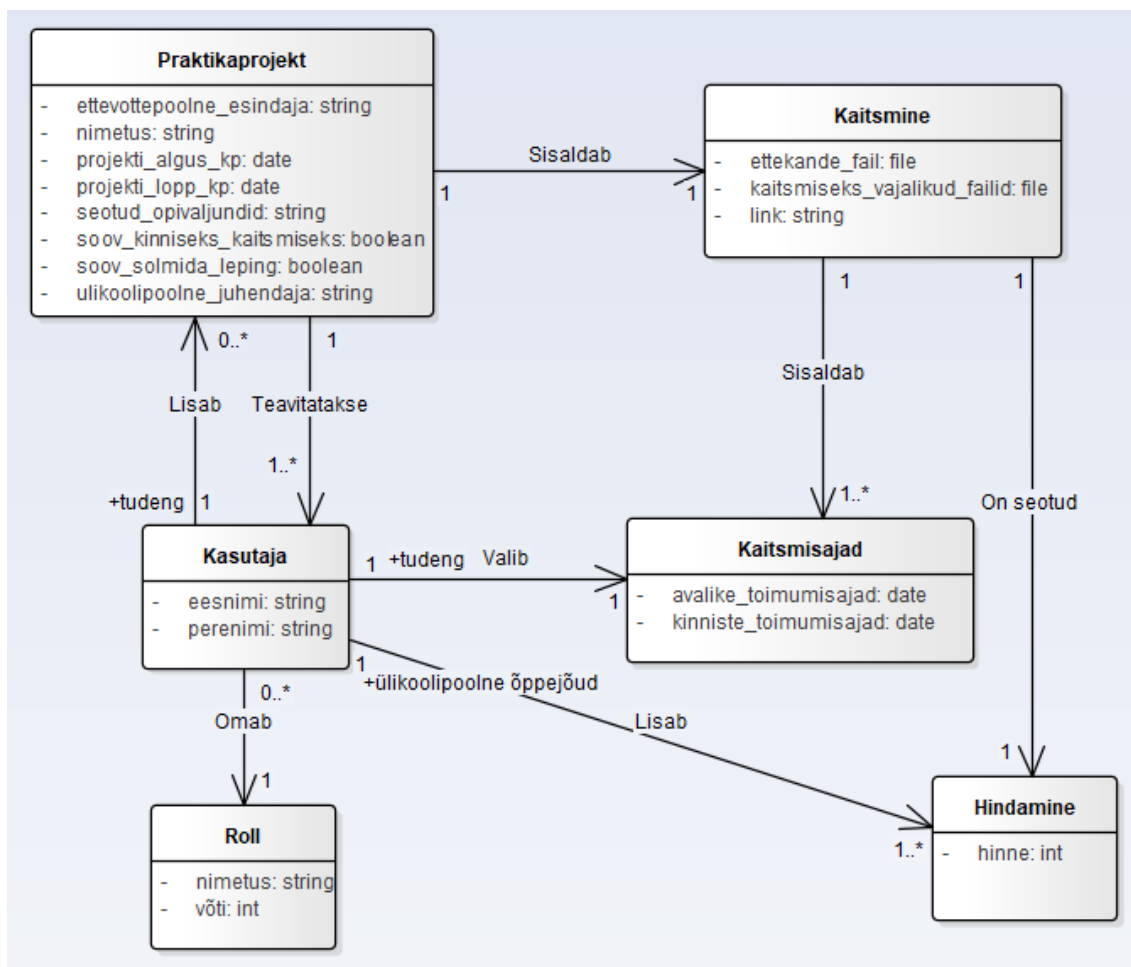 Praktikaprojekt
- ettevottepoolne_esindaja: string
- nimetus: string
- projekti_algus_kp: date
- projekti_lopp_kp: date
- seotud_opivaljundid: string
- soov_kinniseks_kaitsmiseks: boolean
- soov_solmida_leping: boolean
- ulikoolipoolne_juhendaja: string
Sisaldab
1
1
Kaitsmine
- ettekande_fail: file
- kaitsmiseks_vajalikud_failid: file
- link: string
0..*
1
Lisab
Teavitatakse
1..*
+tudeng 1
1
1
Sisaldab
1..*
On seotud
1
Kasutaja
- eesnimi: string
- perenimi: string
1 +tudeng Valib
1
Kaitsmisajad
- avalike_toimumisajad: date
- kinniste_toimumisajad: date
1
+ülikoolipoolne õppejõud
Lisab
1..*
0..*
Omab
1
Roll
- nimetus: string
- võti: int
Hindamine
- hinne: int